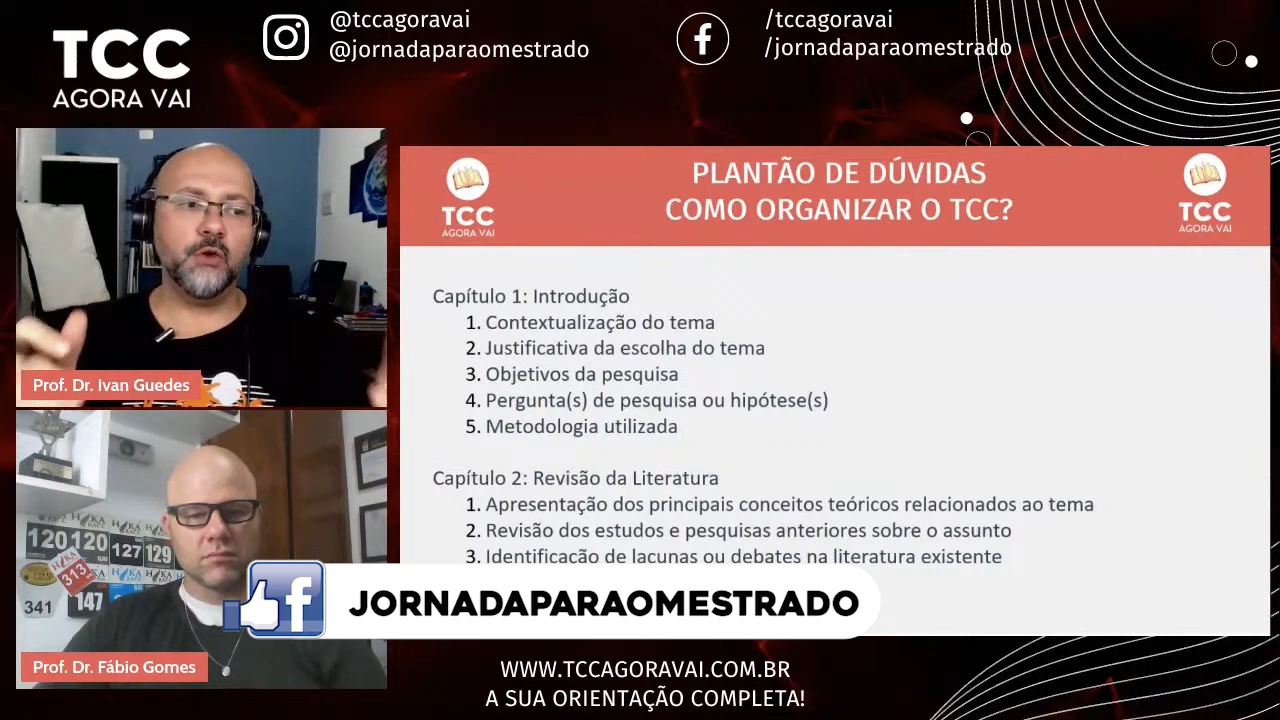 TCC
AGORA VAI
@tccagoravai
@jornadaparaomestrado
/tccagoravai
/jornadaparaomestrado
TCC
AGORA VAI
PLANTÃO DE DÚVIDAS
COMO ORGANIZAR O TCC?
TCC
AGORA VAI
Capítulo 1: Introdução
1. Contextualização do tema
2. Justificativa da escolha do tema
3. Objetivos da pesquisa
4. Pergunta(s) de pesquisa ou hipótese(s)
5. Metodologia utilizada
Capítulo 2: Revisão da Literatura
1. Apresentação dos principais conceitos teóricos relacionados ao tema
2. Revisão dos estudos e pesquisas anteriores sobre o assunto
3. Identificação de lacunas ou debates na literatura existente
Prof. Dr. Ivan Guedes
120 120 127 129
HOKA
313
341 147
JORNADAPARAOMESTRADO
Prof. Dr. Fábio Gomes
WWW.TCCAGORAVAI.COM.BR
A SUA ORIENTAÇÃO COMPLETA!